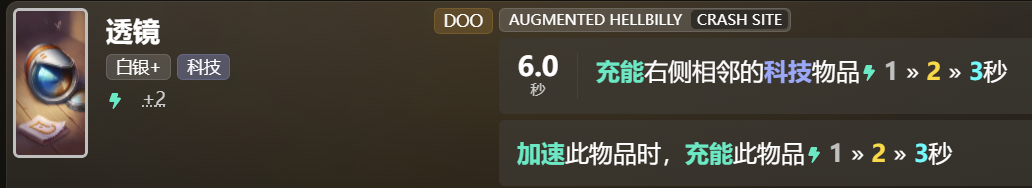 透镜
白银+ 科技
+2
DOO
AUGMENTED HELLBILLY CRASH SITE
6.0
秒
充能右侧相邻的科技物品 1 » 2 » 3秒
加速此物品时，充能此物品 1 » 2 » 3秒